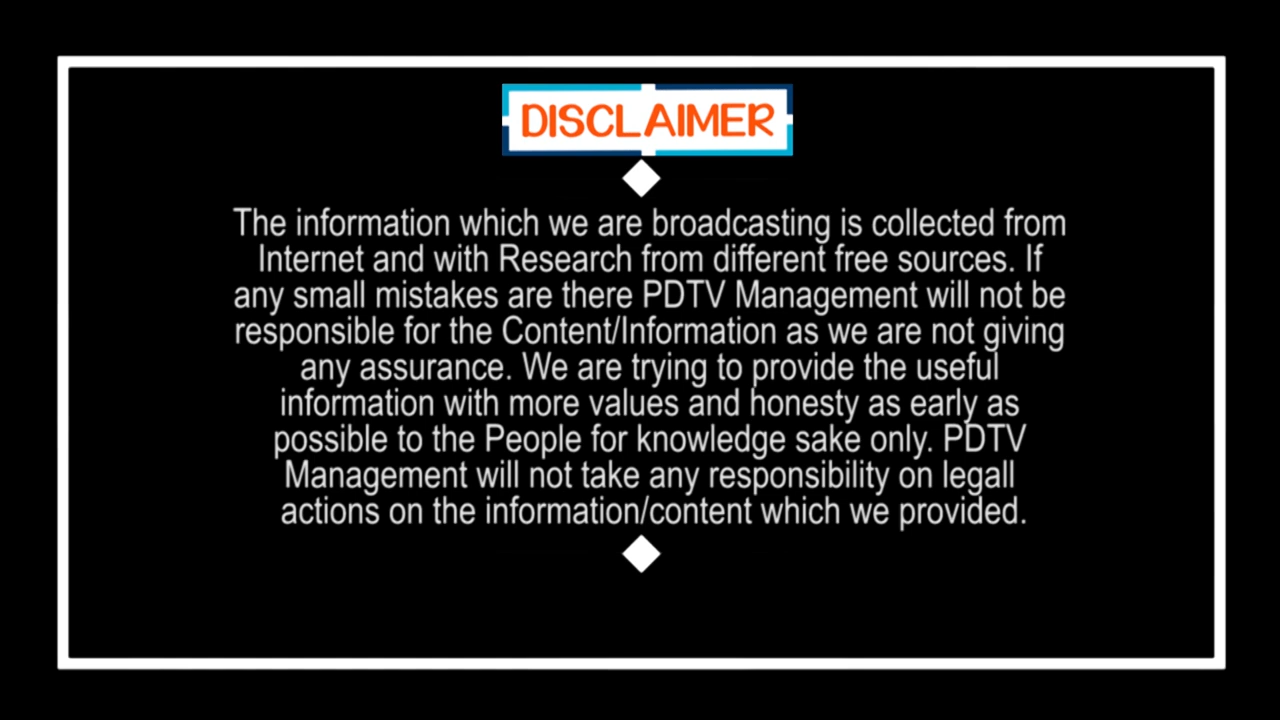 DISCLAIMER
The information which we are broadcasting is collected from
Internet and with Research from different free sources. If
any small mistakes are there PDTV Management will not be
responsible for the Content/Information as we are not giving
any assurance. We are trying to provide the useful
information with more values and honesty as early as
possible to the People for knowledge sake only. PDTV
Management will not take any responsibility on legall
actions on the information/content which we provided.